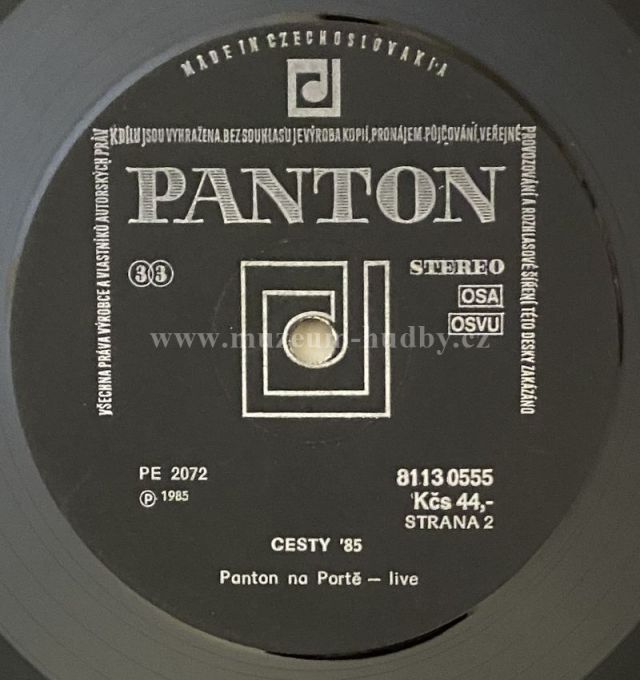 MADE IN CZECHOSLOVAKIA
VŠECHNA PRÁVA VÝROBCE A VLASTNÍKŮ AUTORSKÝCH PRÁV
K DÍLU JSOU VYHRAŽENA. BEZ SOUHLASU JE VÝROBA KOPIÍ, PRONÁJEM, PŮJČOVÁNÍ, VEŘEJNÉ
PROVOZOVÁNÍ A ROZHLASOVÉ ŠÍŘENÍ TÉTO DESKY ZAKÁZÁNO
PANTON
33
STEREO
OSA
OSVU
www.muzeum-hudby.cz
PE 2072
Ⓟ 1985
81130555
Kčs 44,-
STRANA 2
CESTY '85
Panton na Portě – live